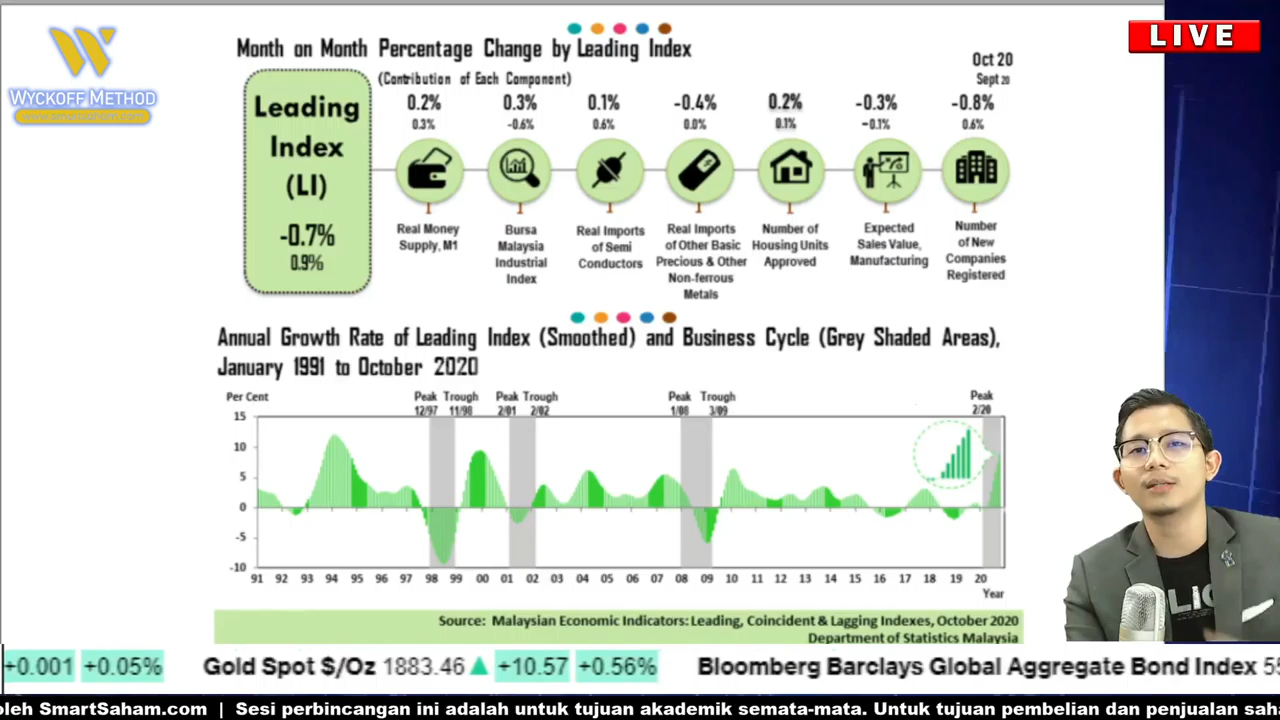 WYCKOFF METHOD
LIVE
Month on Month Percentage Change by Leading Index
(Contribution of Each Component)
Oct 20
Sept 20
Leading
Index
(LI)
-0.7%
0.9%
0.2% 0.3% 0.1% -0.4% 0.2% -0.3% -0.8%
0.3% -0.6% 0.6% 0.0% 0.1% -0.1% 0.6%
Real Money
Supply, M1
Bursa
Malaysia
Industrial
Index
Real Imports
of Semi
Conductors
Real Imports
of Other Basic
Precious & Other
Non-ferrous
Metals
Number of
Housing Units
Approved
Expected
Sales Value,
Manufacturing
Number
of New
Companies
Registered
Annual Growth Rate of Leading Index (Smoothed) and Business Cycle (Grey Shaded Areas),
January 1991 to October 2020
Per Cent
Peak Trough Peak Trough Peak Trough Peak
12/97 11/98 2/01 2/02 1/08 3/09 2/20
15
10
5
0
-5
-10
91 92 93 94 95 96 97 98 99 00 01 02 03 04 05 06 07 08 09 10 11 12 13 14 15 16 17 18 19 20
Year
Source: Malaysian Economic Indicators: Leading, Coincident & Lagging Indexes, October 2020
Department of Statistics Malaysia
+0.001 +0.05% Gold Spot $/Oz 1883.46 ▲ +10.57 +0.56% Bloomberg Barclays Global Aggregate Bond Index
oleh SmartSaham.com | Sesi perbincangan ini adalah untuk tujuan akademik semata-mata. Untuk tujuan pembelian dan penjualan